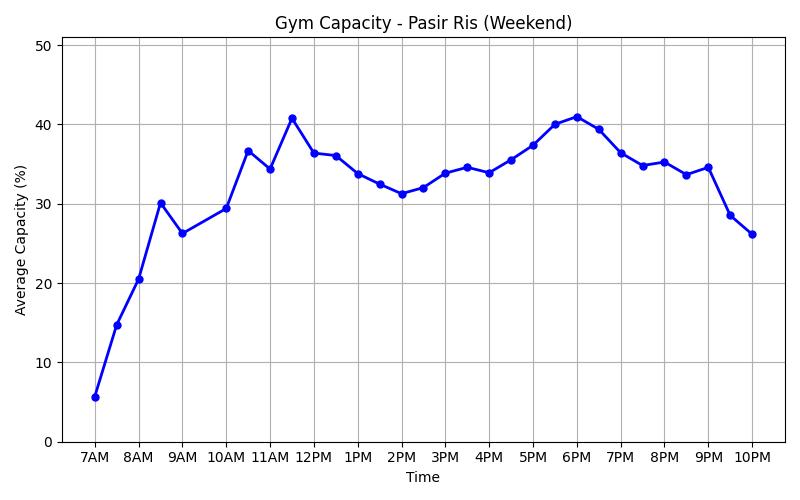 Gym Capacity - Pasir Ris (Weekend)
50
40
30
20
10
0
Average Capacity (%)
7AM 8AM 9AM 10AM 11AM 12PM 1PM 2PM 3PM 4PM 5PM 6PM 7PM 8PM 9PM 10PM
Time